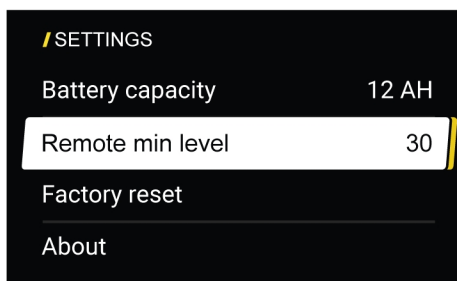 SETTINGS
Battery capacity 12 AH
Remote min level 30
Factory reset
About